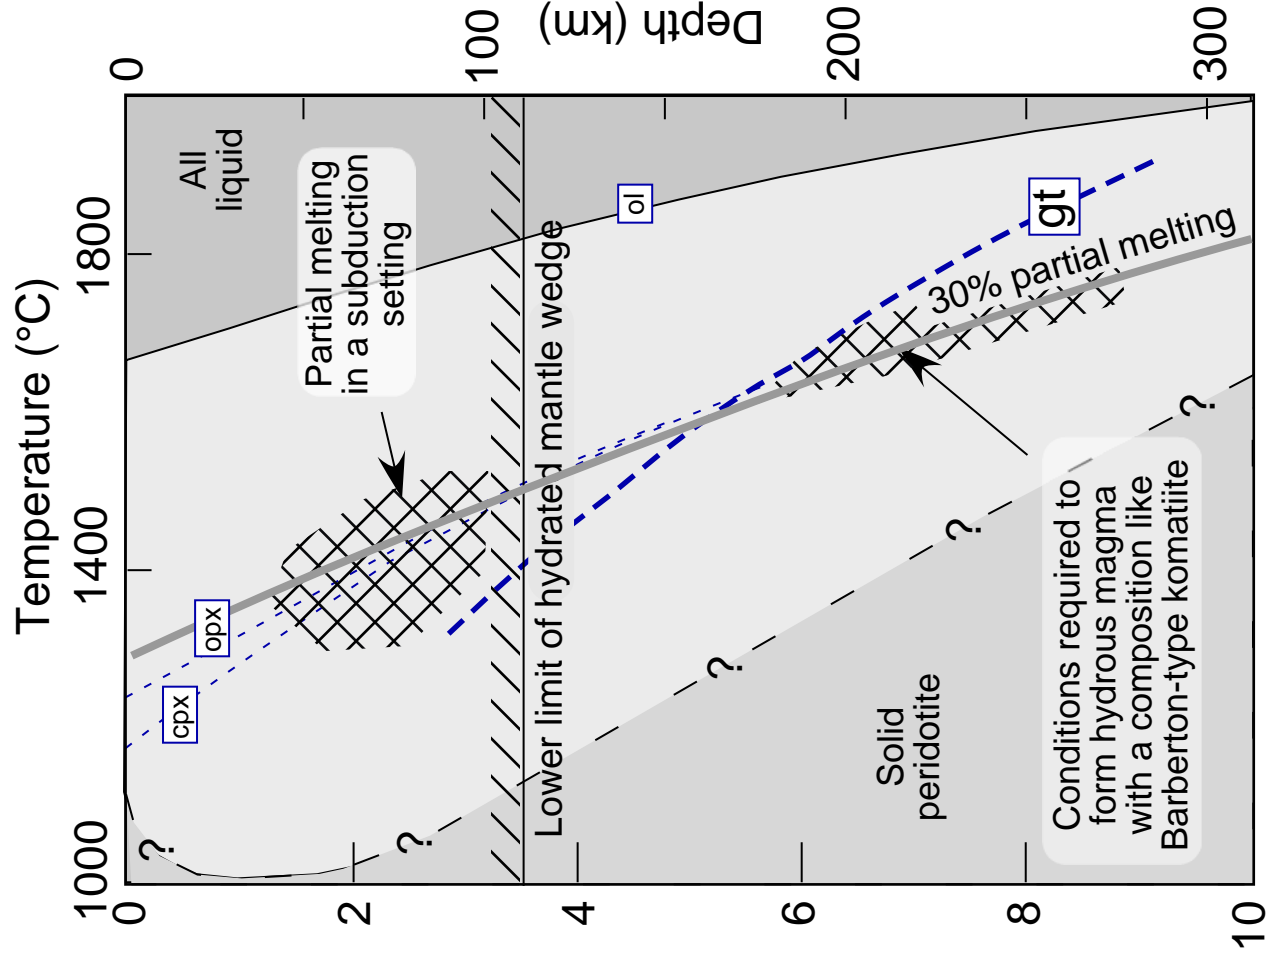 Temperature (°C)
1000
1400
1800
0
2
4
6
8
10
0
100
200
300
Depth (km)
All
liquid
Partial melting
in a subduction
setting
cpx
opx
ol
gt
Lower limit of hydrated mantle wedge
30% partial melting
?
?
?
?
?
Solid
peridotite
Conditions required to
form hydrous magma
with a composition like
Barberton-type komatiite